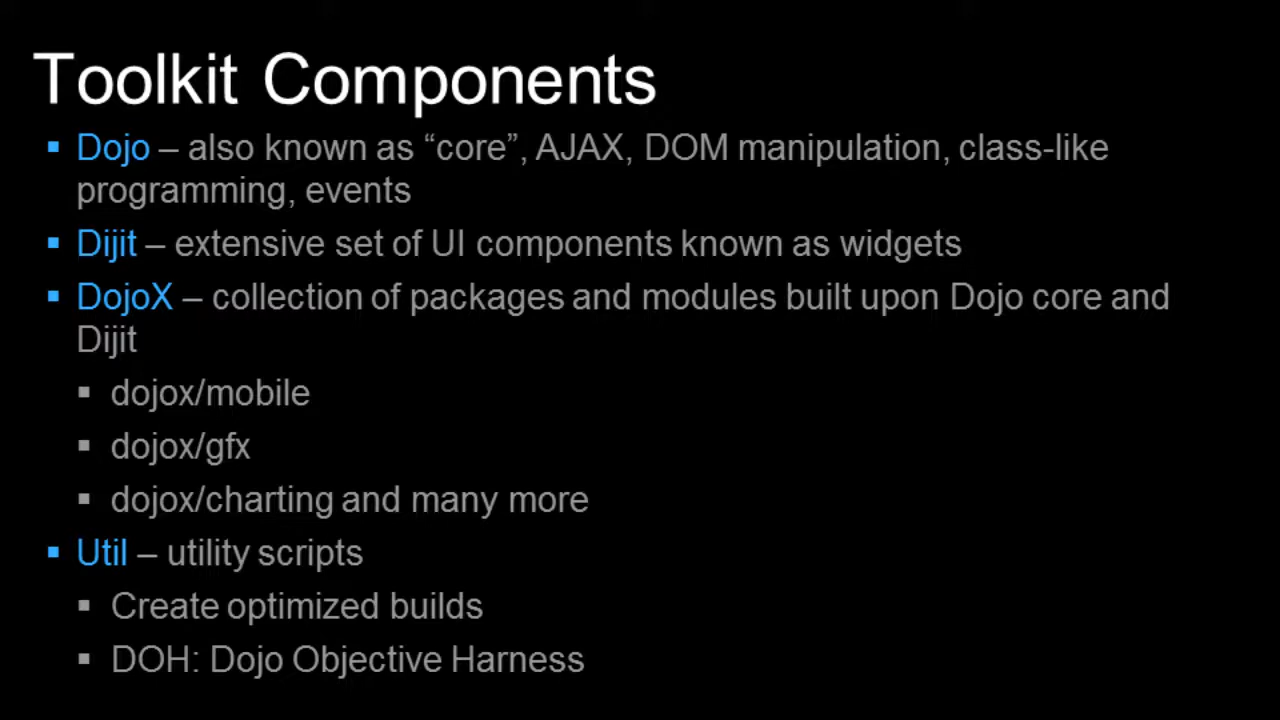 Toolkit Components
▪ Dojo – also known as “core”, AJAX, DOM manipulation, class-like
programming, events
▪ Dijit – extensive set of UI components known as widgets
▪ DojoX – collection of packages and modules built upon Dojo core and
Dijit
▪ dojox/mobile
▪ dojox/gfx
▪ dojox/charting and many more
▪ Util – utility scripts
▪ Create optimized builds
▪ DOH: Dojo Objective Harness